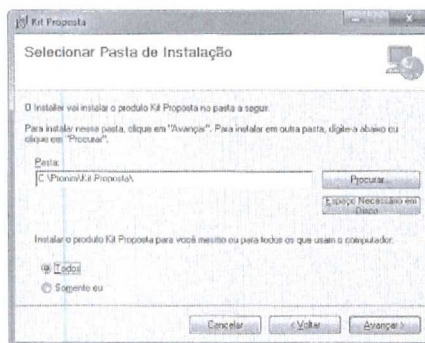 Kit Proposta
Selecionar Pasta de Instalação
O Installer vai instalar o produto Kit Proposta na pasta a seguir.
Para instalar nessa pasta, clique em "Avançar". Para instalar em outra pasta, digite-a abaixo ou
clique em "Procurar".
Pasta:
C:\Pronim\Kit Proposta\
Procurar...
Espaço Necessário em
Disco
Instalar o produto Kit Proposta para você mesmo ou para todos os que usam o computador:
Todos
Somente eu
Cancelar
< Voltar
Avançar >